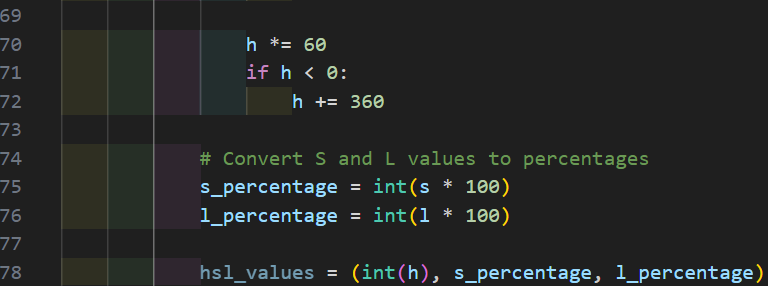 69
70 h *= 60
71 if h < 0:
72 h += 360
73
74 # Convert S and L values to percentages
75 s_percentage = int(s * 100)
76 l_percentage = int(l * 100)
77
78 hsl_values = (int(h), s_percentage, l_percentage)